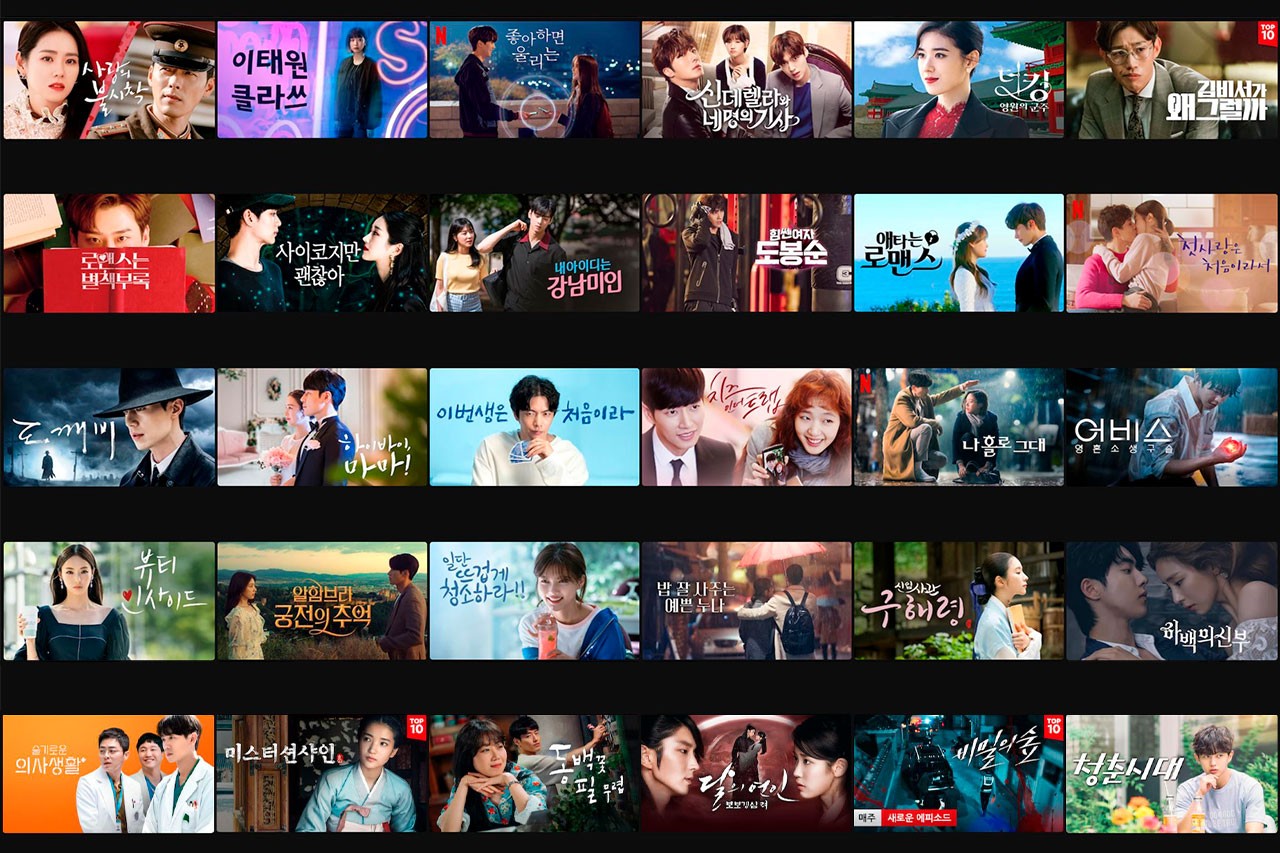 사랑의
불시착
이태원
클라쓰
S
N
좋아하면
울리는
신데렐라와
네명의 기사
더킹
영원의 군주
TOP
10
김비서가
왜 그럴까
로맨스는
별책부록
사이코지만
괜찮아
내 아이디는
강남미인
힘쎈여자
도봉순
애타는
로맨스
N
첫사랑은
처음이라서
도깨비
하이바이,
마마!
이번생은 처음이라
치즈
인더 트랩
N
나 홀로 그대
어비스
영혼소생구슬
뷰티
인사이드
알함브라
궁전의 추억
일단
뜨겁게
청소하라!!
밥 잘 사주는
예쁜 누나
신입사관
구해령
하백의 신부
슬기로운
의사생활
미스터 션샤인
TOP
10
동백꽃
필 무렵
달의 연인
보보경심 려
TOP
10
비밀의 숲
매주 새로운 에피소드
청춘시대